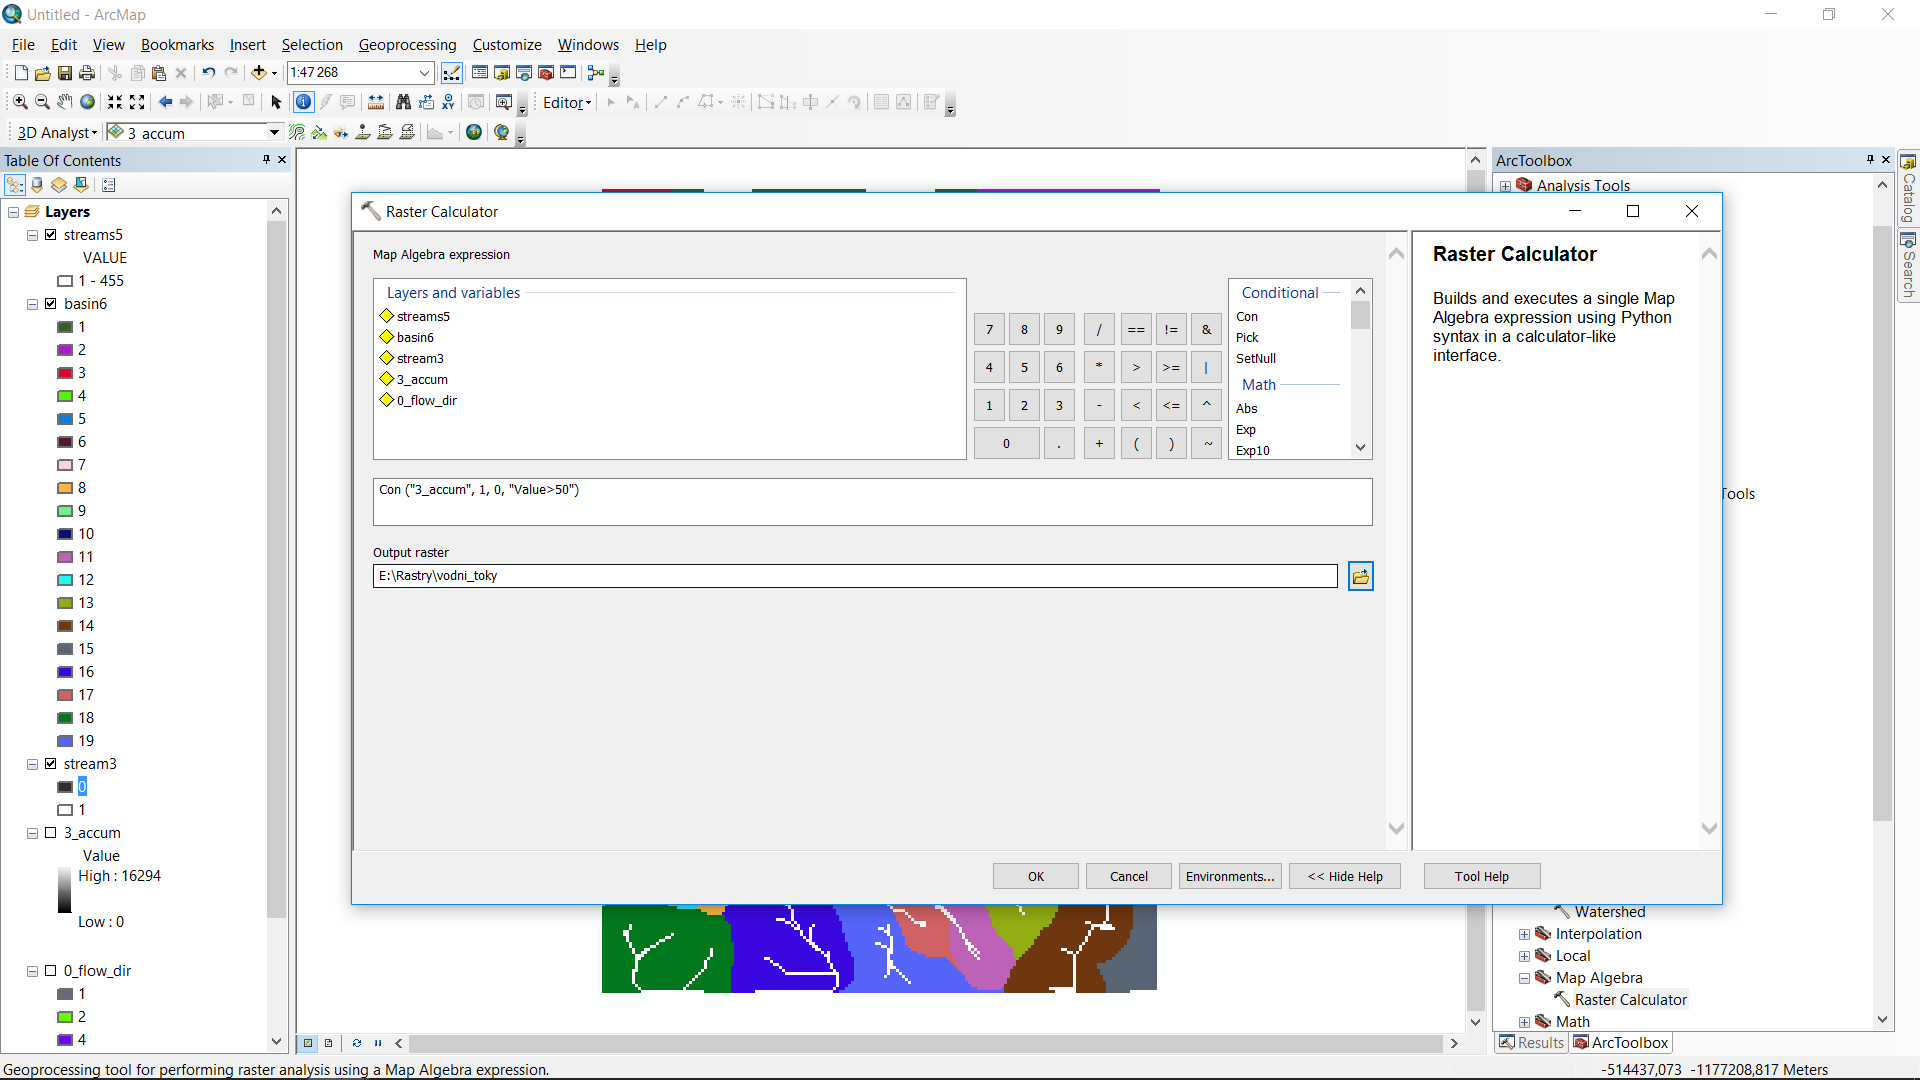 Untitled - ArcMap
File Edit View Bookmarks Insert Selection Geoprocessing Customize Windows Help
1:47 268
Editor
3D Analyst 3_accum
Table Of Contents
Layers
streams5
VALUE
1 - 455
basin6
1
2
3
4
5
6
7
8
9
10
11
12
13
14
15
16
17
18
19
stream3
0
1
3_accum
Value
High : 16294
Low : 0
0_flow_dir
1
2
4
Raster Calculator
Map Algebra expression
Layers and variables
streams5
basin6
stream3
3_accum
0_flow_dir
7 8 9 / == != &
4 5 6 * > >= |
1 2 3 - < <= ^
0 . + ( ) ~
Conditional
Con
Pick
SetNull
Math
Abs
Exp
Exp10
Con ("3_accum", 1, 0, "Value>50")
Output raster
E:\Rastry\vodni_toky
OK Cancel Environments... << Hide Help Tool Help
Raster Calculator
Builds and executes a single Map
Algebra expression using Python
syntax in a calculator-like
interface.
ArcToolbox
Analysis Tools
Tools
Watershed
Interpolation
Local
Map Algebra
Raster Calculator
Math
Results ArcToolbox
Catalog
Search
Geoprocessing tool for performing raster analysis using a Map Algebra expression.
-514437,073 -1177208,817 Meters